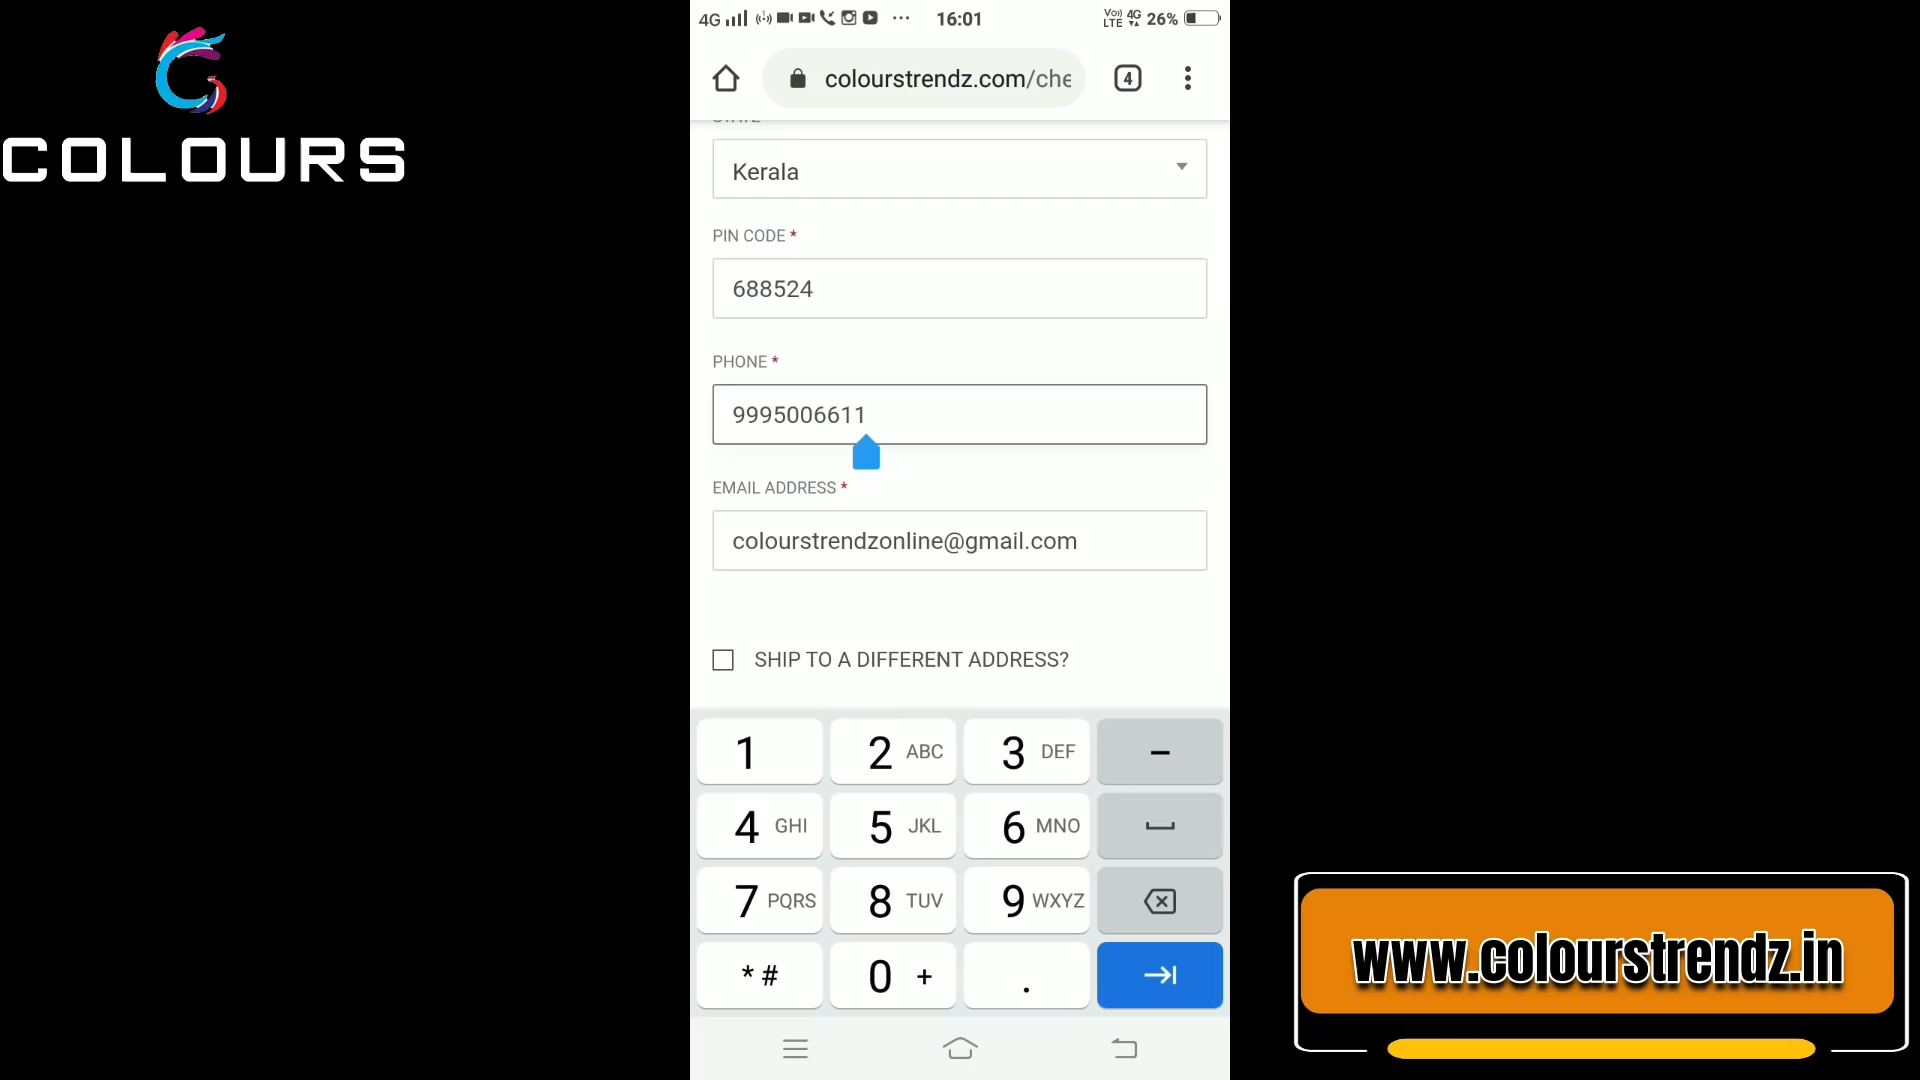 COLOURS
4G 16:01 Vo)) LTE 4G 26%
colourstrendz.com/che 4
Kerala
PIN CODE *
688524
PHONE *
9995006611
EMAIL ADDRESS *
colourstrendzonline@gmail.com
SHIP TO A DIFFERENT ADDRESS?
1 2 ABC 3 DEF –
4 GHI 5 JKL 6 MNO
7 PQRS 8 TUV 9 WXYZ
* # 0 + .
www.colourstrendz.in